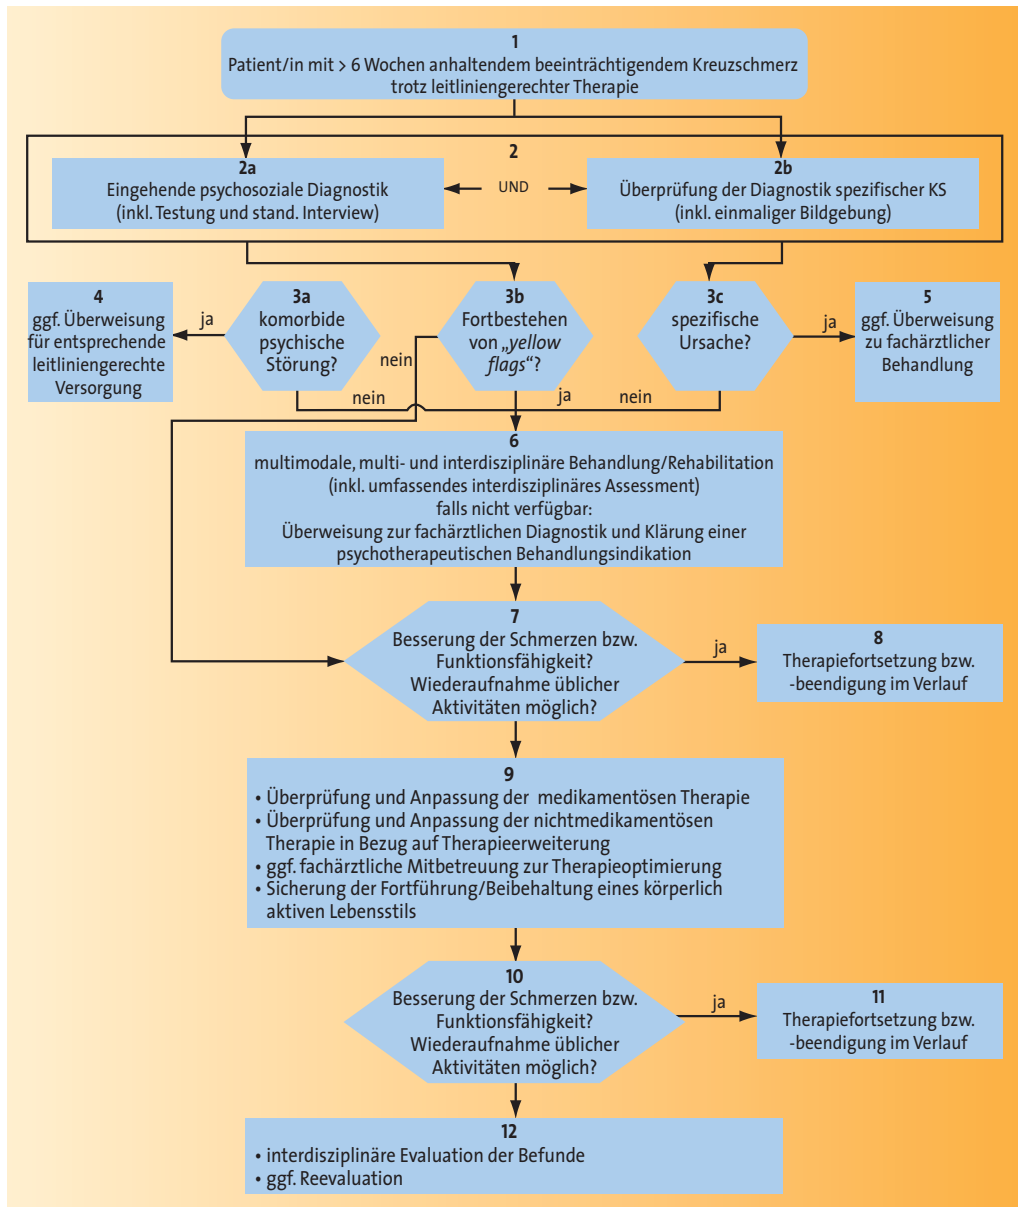 1
Patient/in mit > 6 Wochen anhaltendem beeinträchtigendem Kreuzschmerz
trotz leitliniengerechter Therapie
2
2a
Eingehende psychosoziale Diagnostik
(inkl. Testung und stand. Interview)
UND
2b
Überprüfung der Diagnostik spezifischer KS
(inkl. einmaliger Bildgebung)
4
ggf. Überweisung
für entsprechende
leitliniengerechte
Versorgung
ja
3a
komorbide
psychische
Störung?
nein
3b
Fortbestehen
von „yellow
flags“?
nein
ja
3c
spezifische
Ursache?
nein
ja
5
ggf. Überweisung
zu fachärztlicher
Behandlung
6
multimodale, multi- und interdisziplinäre Behandlung/Rehabilitation
(inkl. umfassendes interdisziplinäres Assessment)
falls nicht verfügbar:
Überweisung zur fachärztlichen Diagnostik und Klärung einer
psychotherapeutischen Behandlungsindikation
7
Besserung der Schmerzen bzw.
Funktionsfähigkeit?
Wiederaufnahme üblicher
Aktivitäten möglich?
ja
8
Therapiefortsetzung bzw.
-beendigung im Verlauf
9
• Überprüfung und Anpassung der medikamentösen Therapie
• Überprüfung und Anpassung der nichtmedikamentösen
Therapie in Bezug auf Therapieerweiterung
• ggf. fachärztliche Mitbetreuung zur Therapieoptimierung
• Sicherung der Fortführung/Beibehaltung eines körperlich
aktiven Lebensstils
10
Besserung der Schmerzen bzw.
Funktionsfähigkeit?
Wiederaufnahme üblicher
Aktivitäten möglich?
ja
11
Therapiefortsetzung bzw.
-beendigung im Verlauf
12
• interdisziplinäre Evaluation der Befunde
• ggf. Reevaluation